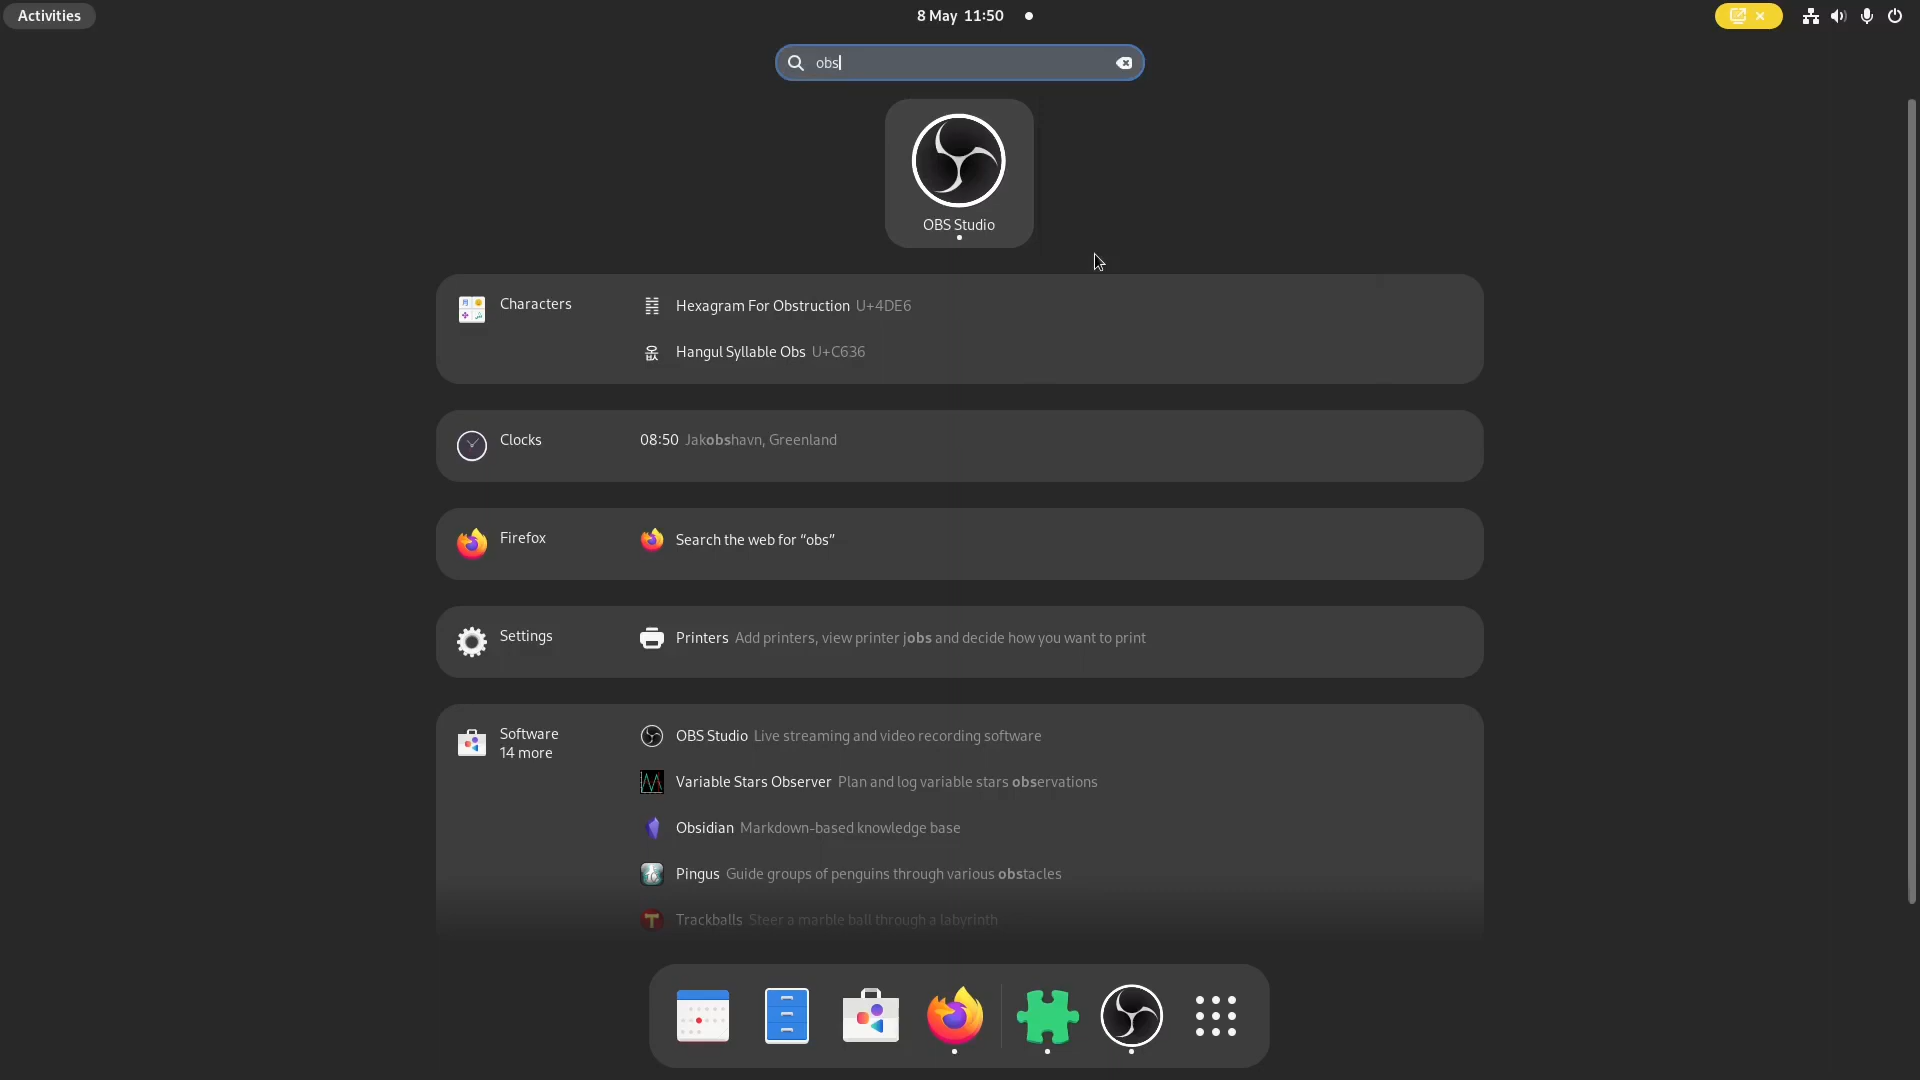 Activities
8 May 11:50
obs
OBS Studio
Characters
Hexagram For Obstruction U+4DE6
Hangul Syllable Obs U+C636
Clocks
08:50 Jakobshavn, Greenland
Firefox
Search the web for “obs”
Settings
Printers Add printers, view printer jobs and decide how you want to print
Software
14 more
OBS Studio Live streaming and video recording software
Variable Stars Observer Plan and log variable stars observations
Obsidian Markdown-based knowledge base
Pingus Guide groups of penguins through various obstacles
Trackballs Steer a marble ball through a labyrinth